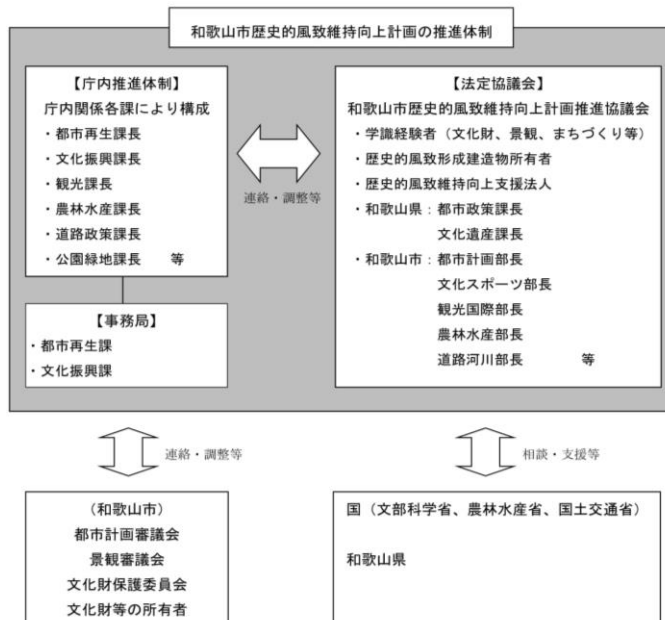 和歌山市歴史的風致維持向上計画の推進体制
【庁内推進体制】
庁内関係各課により構成
・都市再生課長
・文化振興課長
・観光課長
・農林水産課長
・道路政策課長
・公園緑地課長　　等
【事務局】
・都市再生課
・文化振興課
連絡・調整等
【法定協議会】
和歌山市歴史的風致維持向上計画推進協議会
・学識経験者（文化財、景観、まちづくり等）
・歴史的風致形成建造物所有者
・歴史的風致維持向上支援法人
・和歌山県：都市政策課長
文化遺産課長
・和歌山市：都市計画部長
文化スポーツ部長
観光国際部長
農林水産部長
道路河川部長　　等
連絡・調整等
相談・支援等
（和歌山市）
都市計画審議会
景観審議会
文化財保護委員会
文化財等の所有者
国（文部科学省、農林水産省、国土交通省）
和歌山県